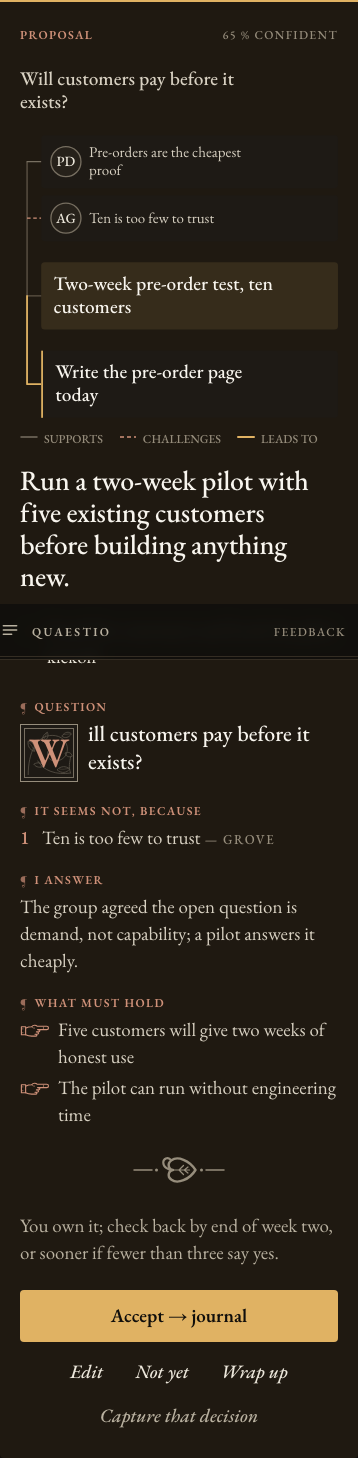 PROPOSAL
65 % CONFIDENT
Will customers pay before it
exists?
PD
Pre-orders are the cheapest
proof
AG
Ten is too few to trust
Two-week pre-order test, ten
customers
Write the pre-order page
today
SUPPORTS
CHALLENGES
LEADS TO
Run a two-week pilot with
five existing customers
before building anything
new.
QUAESTIO
FEEDBACK
¶ QUESTION
Will customers pay before it
exists?
¶ IT SEEMS NOT, BECAUSE
1 Ten is too few to trust — GROVE
¶ I ANSWER
The group agreed the open question is
demand, not capability; a pilot answers it
cheaply.
¶ WHAT MUST HOLD
☞ Five customers will give two weeks of
honest use
☞ The pilot can run without engineering
time
You own it; check back by end of week two,
or sooner if fewer than three say yes.
Accept → journal
Edit
Not yet
Wrap up
Capture that decision